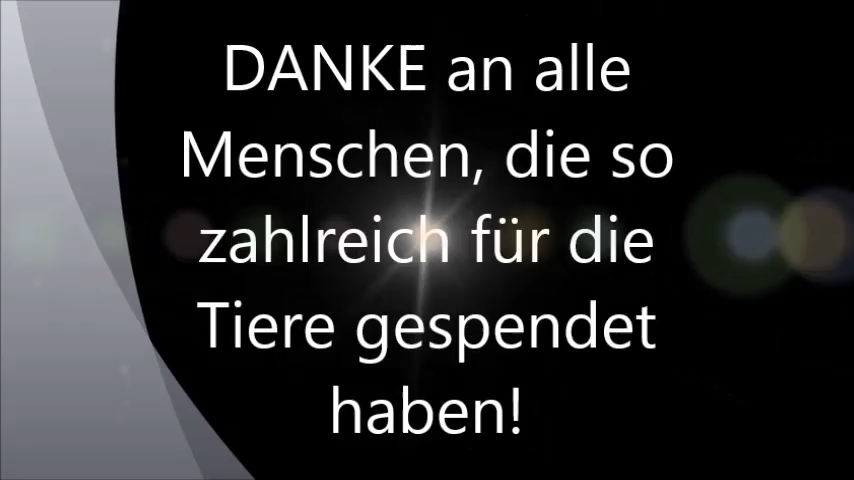 DANKE an alle
Menschen, die so
zahlreich für die
Tiere gespendet
haben!